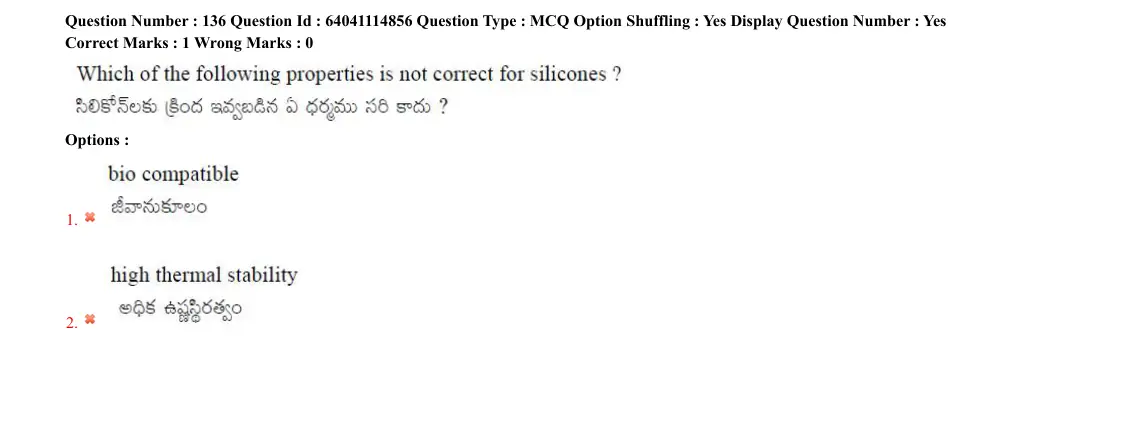 Question Number : 136 Question Id : 64041114856 Question Type : MCQ Option Shuffling : Yes Display Question Number : Yes
Correct Marks : 1 Wrong Marks : 0
Which of the following properties is not correct for silicones ?
సిలికోన్‌లకు క్రింద ఇవ్వబడిన ఏ ధర్మము సరి కాదు ?
Options :
bio compatible
జీవానుకూలం
1.
high thermal stability
అధిక ఉష్ణస్థిరత్వం
2.